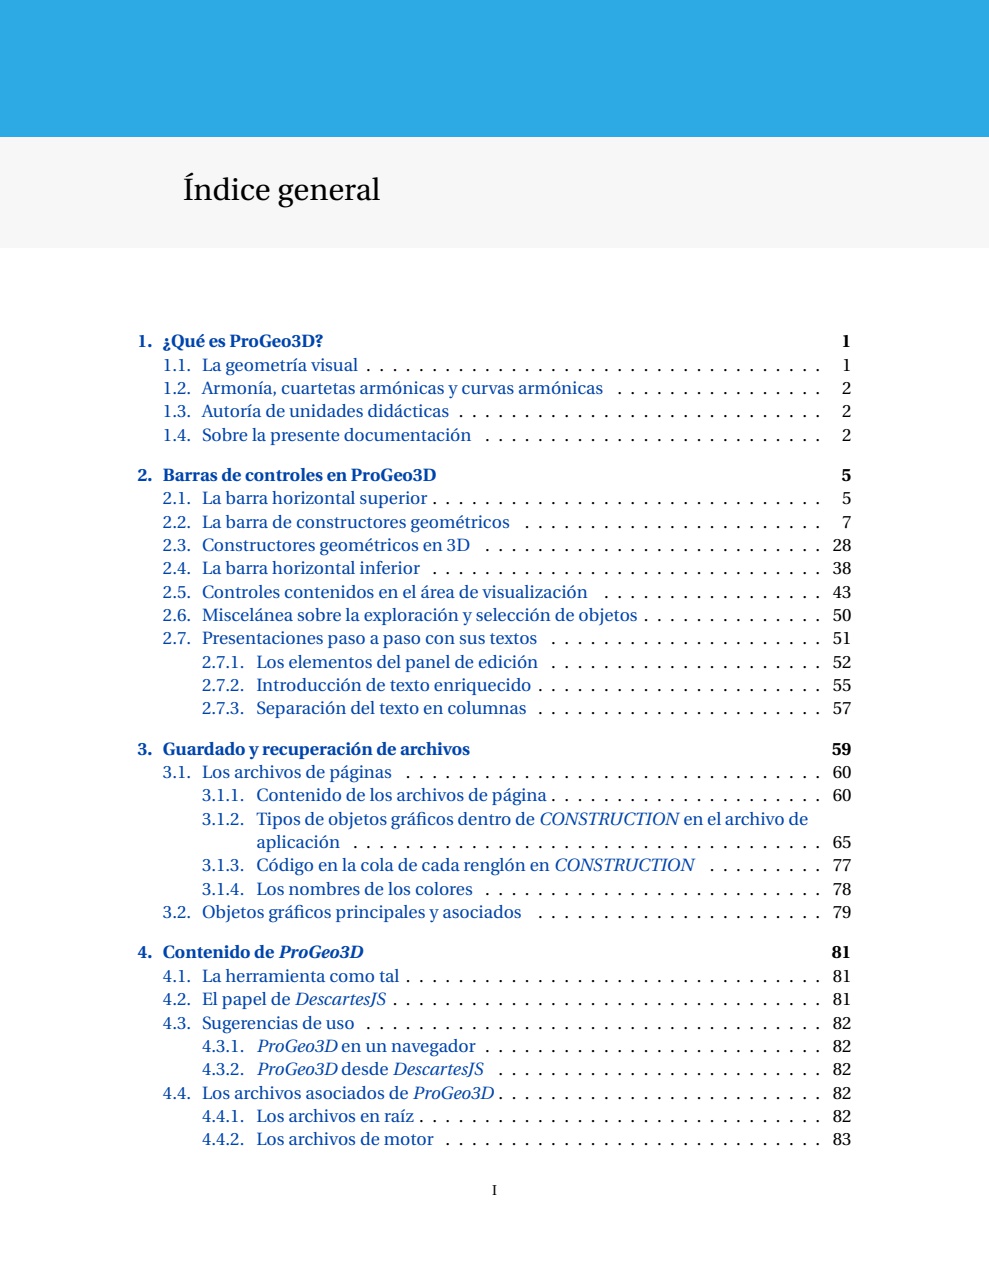 Índice general
1. ¿Qué es ProGeo3D? 1
1.1. La geometría visual . . . . . . . . . . . . . . . . . . . . . . . . . . . . . . . . . . . 1
1.2. Armonía, cuartetas armónicas y curvas armónicas . . . . . . . . . . . . . . . . 2
1.3. Autoría de unidades didácticas . . . . . . . . . . . . . . . . . . . . . . . . . . . . 2
1.4. Sobre la presente documentación . . . . . . . . . . . . . . . . . . . . . . . . . . 2
2. Barras de controles en ProGeo3D 5
2.1. La barra horizontal superior . . . . . . . . . . . . . . . . . . . . . . . . . . . . . . 5
2.2. La barra de constructores geométricos . . . . . . . . . . . . . . . . . . . . . . . 7
2.3. Constructores geométricos en 3D . . . . . . . . . . . . . . . . . . . . . . . . . . 28
2.4. La barra horizontal inferior . . . . . . . . . . . . . . . . . . . . . . . . . . . . . . 38
2.5. Controles contenidos en el área de visualización . . . . . . . . . . . . . . . . . 43
2.6. Miscelánea sobre la exploración y selección de objetos . . . . . . . . . . . . . . 50
2.7. Presentaciones paso a paso con sus textos . . . . . . . . . . . . . . . . . . . . . 51
2.7.1. Los elementos del panel de edición . . . . . . . . . . . . . . . . . . . . . 52
2.7.2. Introducción de texto enriquecido . . . . . . . . . . . . . . . . . . . . . . 55
2.7.3. Separación del texto en columnas . . . . . . . . . . . . . . . . . . . . . . 57
3. Guardado y recuperación de archivos 59
3.1. Los archivos de páginas . . . . . . . . . . . . . . . . . . . . . . . . . . . . . . . . 60
3.1.1. Contenido de los archivos de página . . . . . . . . . . . . . . . . . . . . . 60
3.1.2. Tipos de objetos gráficos dentro de CONSTRUCTION en el archivo de
aplicación . . . . . . . . . . . . . . . . . . . . . . . . . . . . . . . . . . . . 65
3.1.3. Código en la cola de cada renglón en CONSTRUCTION . . . . . . . . . 77
3.1.4. Los nombres de los colores . . . . . . . . . . . . . . . . . . . . . . . . . . 78
3.2. Objetos gráficos principales y asociados . . . . . . . . . . . . . . . . . . . . . . 79
4. Contenido de ProGeo3D 81
4.1. La herramienta como tal . . . . . . . . . . . . . . . . . . . . . . . . . . . . . . . . 81
4.2. El papel de DescartesJS . . . . . . . . . . . . . . . . . . . . . . . . . . . . . . . . . 81
4.3. Sugerencias de uso . . . . . . . . . . . . . . . . . . . . . . . . . . . . . . . . . . . 82
4.3.1. ProGeo3D en un navegador . . . . . . . . . . . . . . . . . . . . . . . . . . 82
4.3.2. ProGeo3D desde DescartesJS . . . . . . . . . . . . . . . . . . . . . . . . . 82
4.4. Los archivos asociados de ProGeo3D . . . . . . . . . . . . . . . . . . . . . . . . . 82
4.4.1. Los archivos en raíz . . . . . . . . . . . . . . . . . . . . . . . . . . . . . . . 82
4.4.2. Los archivos de motor . . . . . . . . . . . . . . . . . . . . . . . . . . . . . 83
I